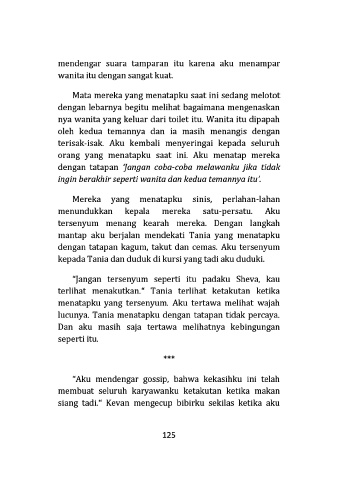 mendengar suara tamparan itu karena aku menampar
wanita itu dengan sangat kuat.
Mata mereka yang menatapku saat ini sedang melotot
dengan lebarnya begitu melihat bagaimana mengenaskan
nya wanita yang keluar dari toilet itu. Wanita itu dipapah
oleh kedua temannya dan ia masih menangis dengan
terisak-isak. Aku kembali menyeringai kepada seluruh
orang yang menatapku saat ini. Aku menatap mereka
dengan tatapan 'Jangan coba-coba melawanku jika tidak
ingin berakhir seperti wanita dan kedua temannya itu'.
Mereka yang menatapku sinis, perlahan-lahan
menundukkan kepala mereka satu-persatu. Aku
tersenyum menang kearah mereka. Dengan langkah
mantap aku berjalan mendekati Tania yang menatapku
dengan tatapan kagum, takut dan cemas. Aku tersenyum
kepada Tania dan duduk di kursi yang tadi aku duduki.
"Jangan tersenyum seperti itu padaku Sheva, kau
terlihat menakutkan." Tania terlihat ketakutan ketika
menatapku yang tersenyum. Aku tertawa melihat wajah
lucunya. Tania menatapku dengan tatapan tidak percaya.
Dan aku masih saja tertawa melihatnya kebingungan
seperti itu.
***
"Aku mendengar gossip, bahwa kekasihku ini telah
membuat seluruh karyawanku ketakutan ketika makan
siang tadi." Kevan mengecup bibirku sekilas ketika aku
125